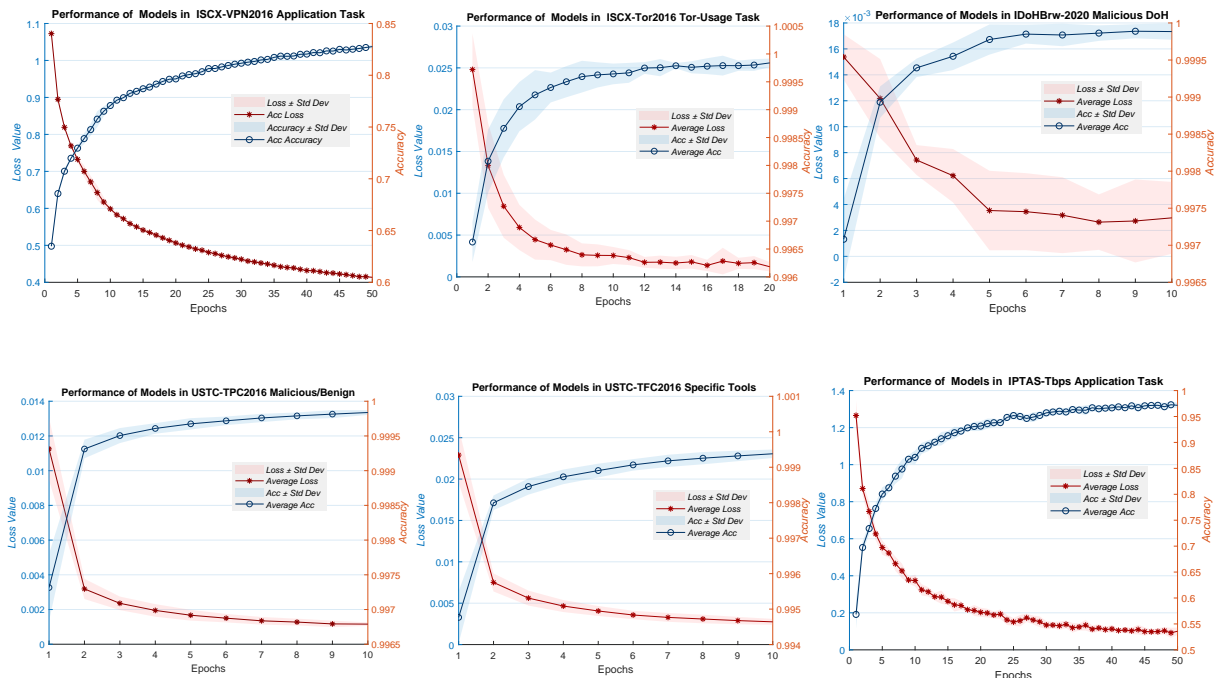 Performance of Models in ISCX-VPN2016 Application Task
1.1
1
0.9
0.8
0.7
0.6
0.5
0.4
Loss Value
0.85
0.8
0.75
0.7
0.65
0.6
Accuracy
Loss ± Std Dev
Acc Loss
Accuracy ± Std Dev
Acc Accuracy
0 5 10 15 20 25 30 35 40 45 50
Epochs
Performance of Models in ISCX-Tor2016 Tor-Usage Task
0.03
0.025
0.02
0.015
0.01
0.005
0
Loss Value
1.0005
1
0.9995
0.999
0.9985
0.998
0.9975
0.997
0.9965
0.996
Accuracy
Loss ± Std Dev
Average Loss
Acc ± Std Dev
Average Acc
0 2 4 6 8 10 12 14 16 18 20
Epochs
Performance of Models in IDoHBrw-2020 Malicious DoH
×10⁻³
18
16
14
12
10
8
6
4
2
0
-2
Loss Value
1
0.9995
0.999
0.9985
0.998
0.9975
0.997
0.9965
Accuracy
Loss ± Std Dev
Average Loss
Acc ± Std Dev
Average Acc
1 2 3 4 5 6 7 8 9 10
Epochs
Performance of Models in USTC-TPC2016 Malicious/Benign
0.014
0.012
0.01
0.008
0.006
0.004
0.002
0
Loss Value
1
0.9995
0.999
0.9985
0.998
0.9975
0.997
0.9965
Accuracy
Loss ± Std Dev
Average Loss
Acc ± Std Dev
Average Acc
1 2 3 4 5 6 7 8 9 10
Epochs
Performance of Models in USTC-TFC2016 Specific Tools
0.03
0.025
0.02
0.015
0.01
0.005
0
Loss Value
1.001
1
0.999
0.998
0.997
0.996
0.995
0.994
Accuracy
Loss ± Std Dev
Average Loss
Acc ± Std Dev
Average Acc
1 2 3 4 5 6 7 8 9 10
Epochs
Performance of Models in IPTAS-Tbps Application Task
1.4
1.2
1
0.8
0.6
0.4
0.2
0
Loss Value
1
0.95
0.9
0.85
0.8
0.75
0.7
0.65
0.6
0.55
0.5
Accuracy
Loss ± Std Dev
Average Loss
Acc ± Std Dev
Average Acc
0 5 10 15 20 25 30 35 40 45 50
Epochs